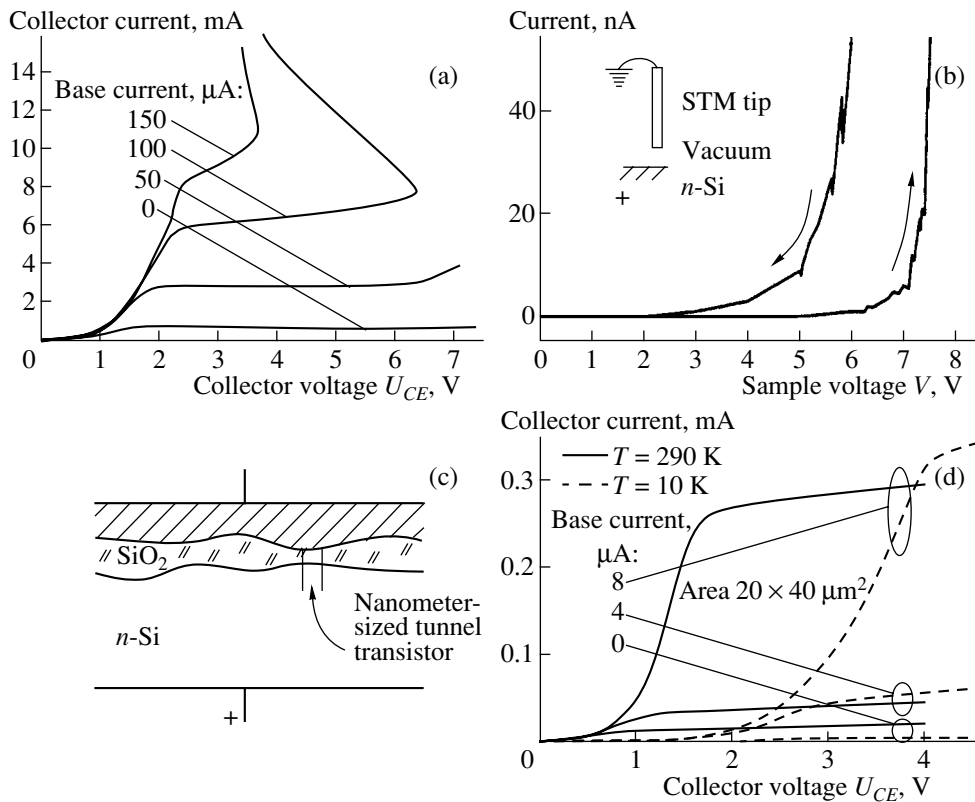 Collector current, mA
(a)
Base current, μA:
150
100
50
0
14
12
10
8
6
4
2
0
1
2
3
4
5
6
7
Collector voltage U_CE, V
Current, nA
(b)
STM tip
Vacuum
n-Si
+
40
20
0
0
1
2
3
4
5
6
7
8
Sample voltage V, V
(c)
SiO2
n-Si
Nanometer-
sized tunnel
transistor
+
Collector current, mA
(d)
T = 290 K
T = 10 K
Base current,
μA:
8
4
0
Area 20 × 40 μm²
0.3
0.2
0.1
0
1
2
3
4
Collector voltage U_CE, V